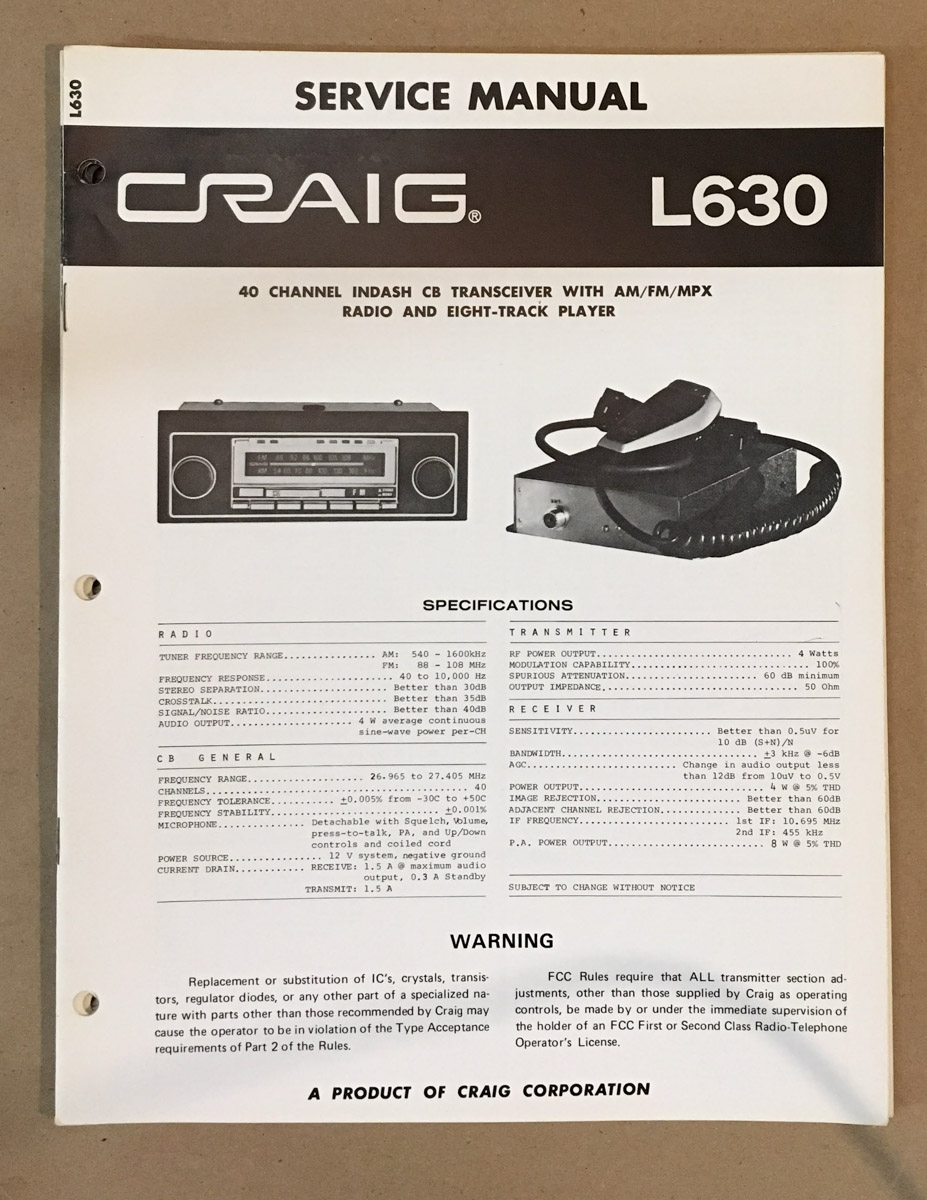 L630
SERVICE MANUAL
CRAIG® L630
40 CHANNEL INDASH CB TRANSCEIVER WITH AM/FM/MPX
RADIO AND EIGHT-TRACK PLAYER
CRAIG
SPECIFICATIONS
RADIO
TUNER FREQUENCY RANGE................ AM: 540 - 1600kHz
FM: 88 - 108 MHz
FREQUENCY RESPONSE...................... 40 to 10,000 Hz
STEREO SEPARATION....................... Better than 30dB
CROSSTALK............................... Better than 35dB
SIGNAL/NOISE RATIO...................... Better than 40dB
AUDIO OUTPUT..................... 4 W average continuous
sine-wave power per-CH
CB GENERAL
FREQUENCY RANGE.................... 26.965 to 27.405 MHz
CHANNELS............................................. 40
FREQUENCY TOLERANCE........... ±0.005% from -30C to +50C
FREQUENCY STABILITY............................. ±0.001%
MICROPHONE............... Detachable with Squelch, Volume,
press-to-talk, PA, and Up/Down
controls and coiled cord
POWER SOURCE................ 12 V system, negative ground
CURRENT DRAIN............ RECEIVE: 1.5 A @ maximum audio
output, 0.3 A Standby
TRANSMIT: 1.5 A
TRANSMITTER
RF POWER OUTPUT................................. 4 Watts
MODULATION CAPABILITY.............................. 100%
SPURIOUS ATTENUATION....................... 60 dB minimum
OUTPUT IMPEDANCE.................................. 50 Ohm
RECEIVER
SENSITIVITY........................ Better than 0.5uV for
10 dB (S+N)/N
BANDWIDTH.................................. ±3 kHz @ -6dB
AGC........................... Change in audio output less
than 12dB from 10uV to 0.5V
POWER OUTPUT................................ 4 W @ 5% THD
IMAGE REJECTION......................... Better than 60dB
ADJACENT CHANNEL REJECTION.............. Better than 60dB
IF FREQUENCY......................... 1st IF: 10.695 MHz
2nd IF: 455 kHz
P.A. POWER OUTPUT........................... 8 W @ 5% THD
SUBJECT TO CHANGE WITHOUT NOTICE
WARNING
Replacement or substitution of IC's, crystals, transis-
tors, regulator diodes, or any other part of a specialized na-
ture with parts other than those recommended by Craig may
cause the operator to be in violation of the Type Acceptance
requirements of Part 2 of the Rules.
FCC Rules require that ALL transmitter section ad-
justments, other than those supplied by Craig as operating
controls, be made by or under the immediate supervision of
the holder of an FCC First or Second Class Radio-Telephone
Operator's License.
A PRODUCT OF CRAIG CORPORATION